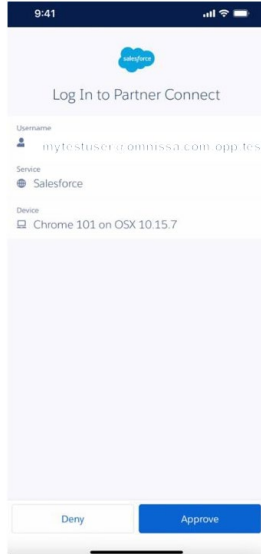 9:41
salesforce
Log In to Partner Connect
Username
mytestuser@omnissa.com.opp.tes
Service
Salesforce
Device
Chrome 101 on OSX 10.15.7
Deny
Approve